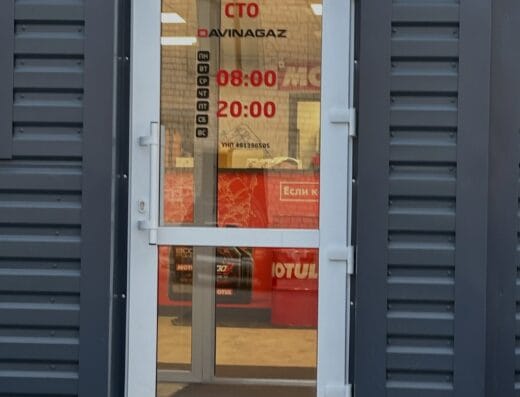 СТО
DAVINAGAZ
ПН
ВТ
СР
ЧТ
ПТ
СБ
ВС
08:00
20:00
Если к
MOTUL